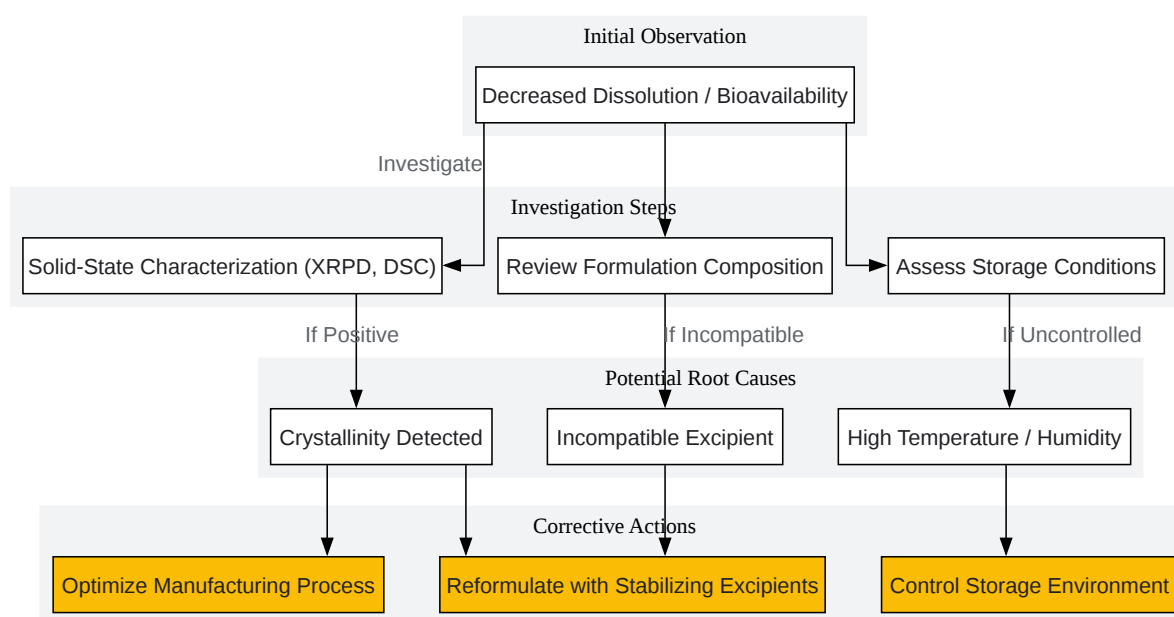 Initial Observation
Decreased Dissolution / Bioavailability
Investigate
Investigation Steps
Solid-State Characterization (XRPD, DSC)
Review Formulation Composition
Assess Storage Conditions
If Positive
If Incompatible
If Uncontrolled
Potential Root Causes
Crystallinity Detected
Incompatible Excipient
High Temperature / Humidity
Corrective Actions
Optimize Manufacturing Process
Reformulate with Stabilizing Excipients
Control Storage Environment